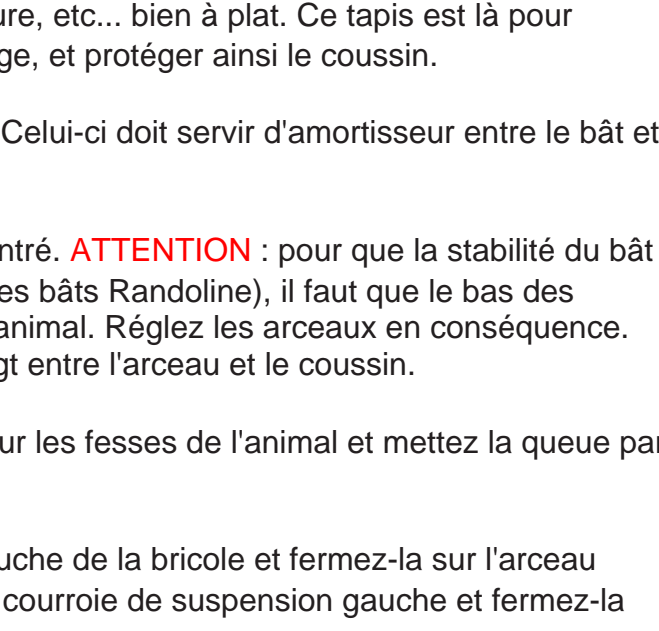 ure, etc... bien à plat. Ce tapis est là pour
ge, et protéger ainsi le coussin.
Celui-ci doit servir d'amortisseur entre le bât et
ntré. ATTENTION : pour que la stabilité du bât
es bâts Randoline), il faut que le bas des
animal. Réglez les arceaux en conséquence.
gt entre l'arceau et le coussin.
ur les fesses de l'animal et mettez la queue par
uche de la bricole et fermez-la sur l'arceau
courroie de suspension gauche et fermez-la